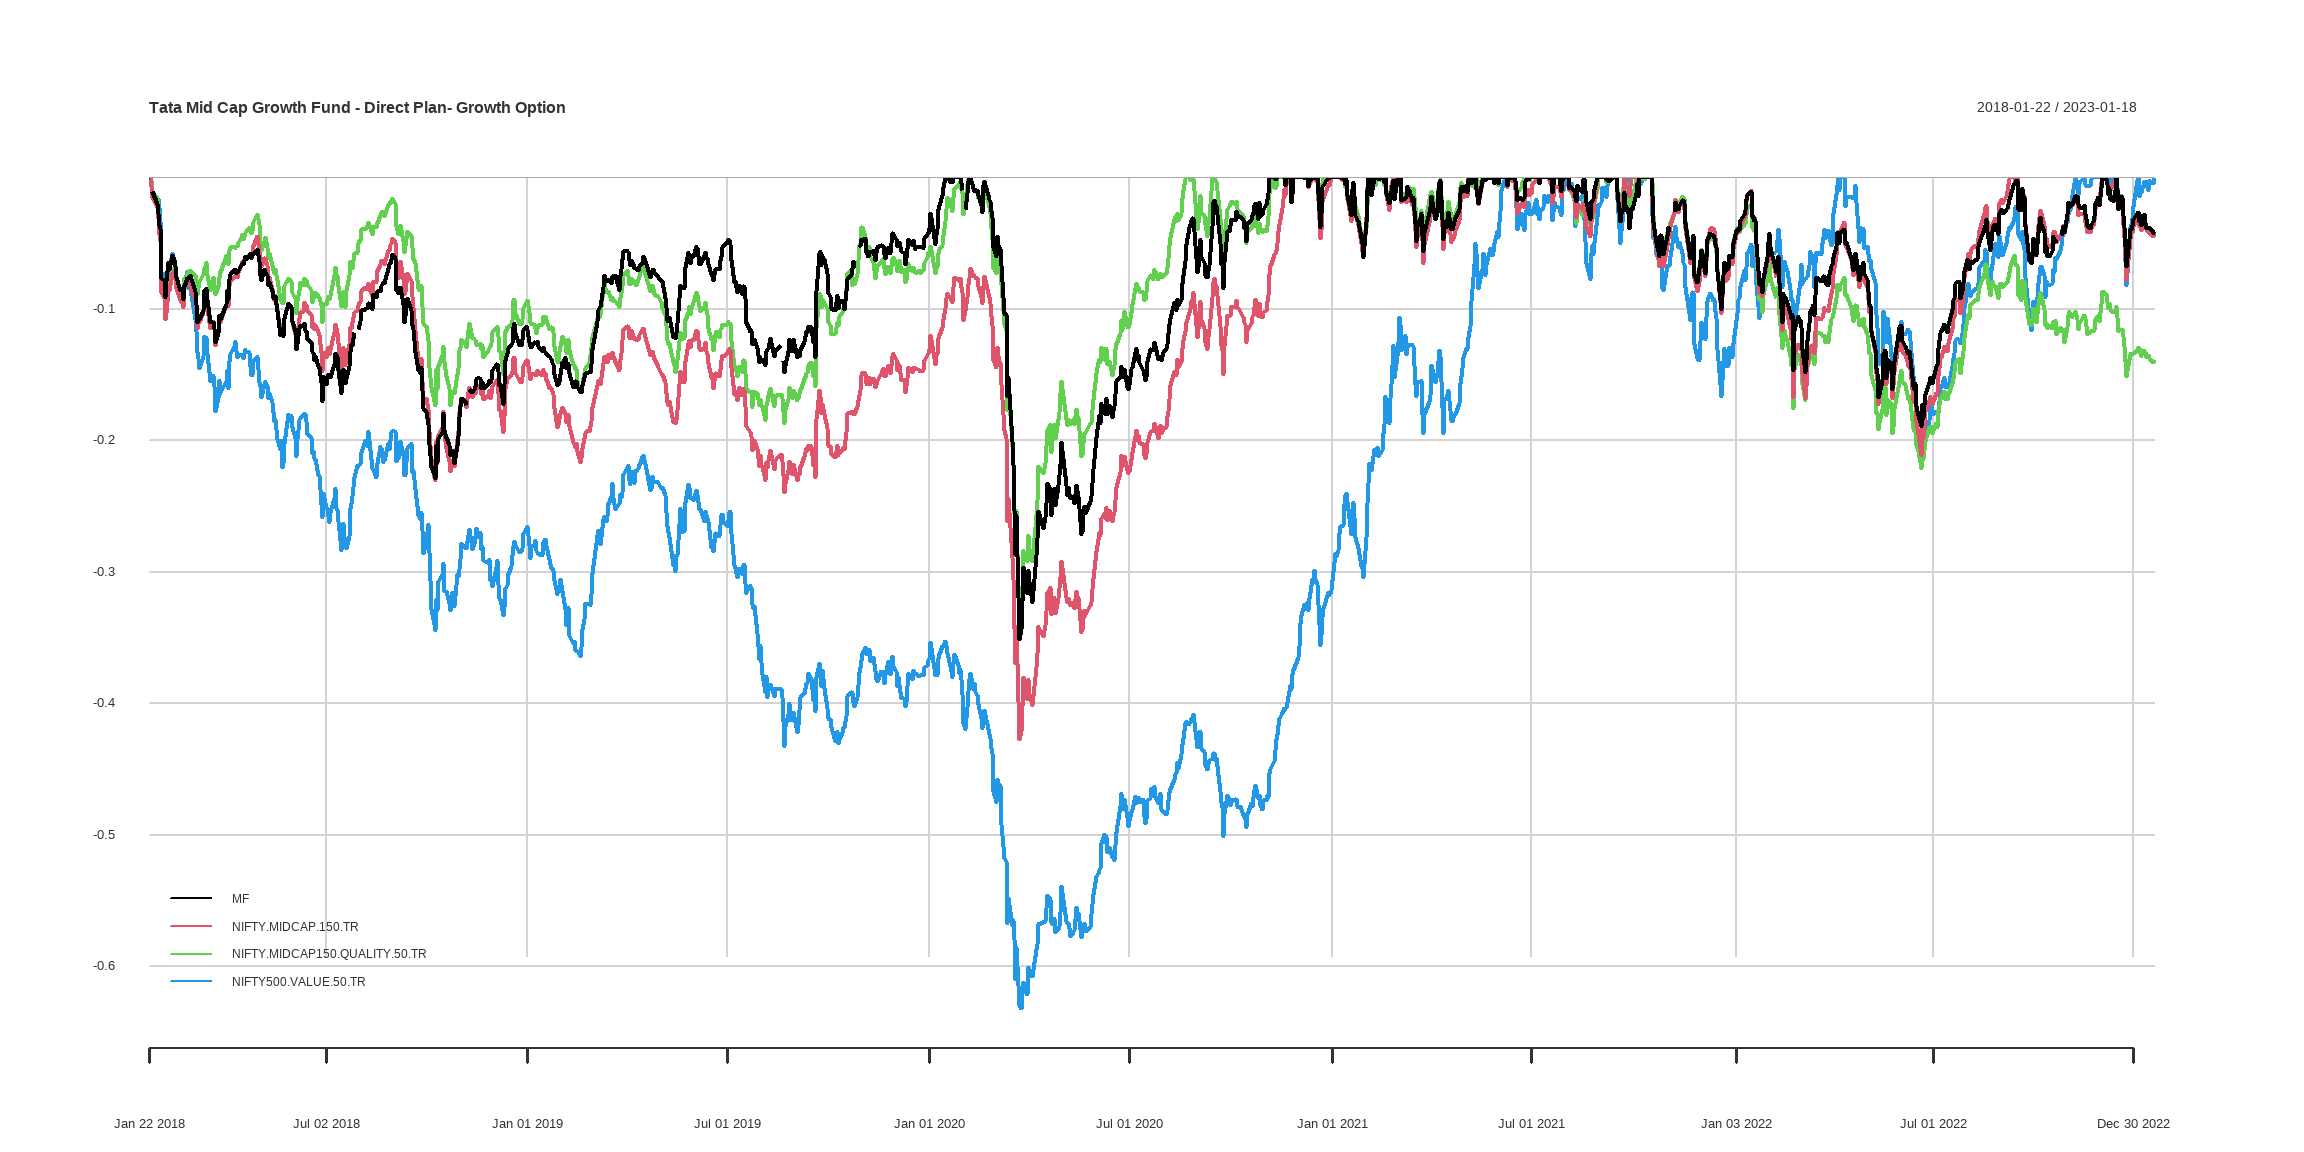 Tata Mid Cap Growth Fund - Direct Plan- Growth Option
2018-01-22 / 2023-01-18
-0.1
-0.2
-0.3
-0.4
-0.5
-0.6
MF
NIFTY.MIDCAP.150.TR
NIFTY.MIDCAP150.QUALITY.50.TR
NIFTY500.VALUE.50.TR
Jan 22 2018
Jul 02 2018
Jan 01 2019
Jul 01 2019
Jan 01 2020
Jul 01 2020
Jan 01 2021
Jul 01 2021
Jan 03 2022
Jul 01 2022
Dec 30 2022